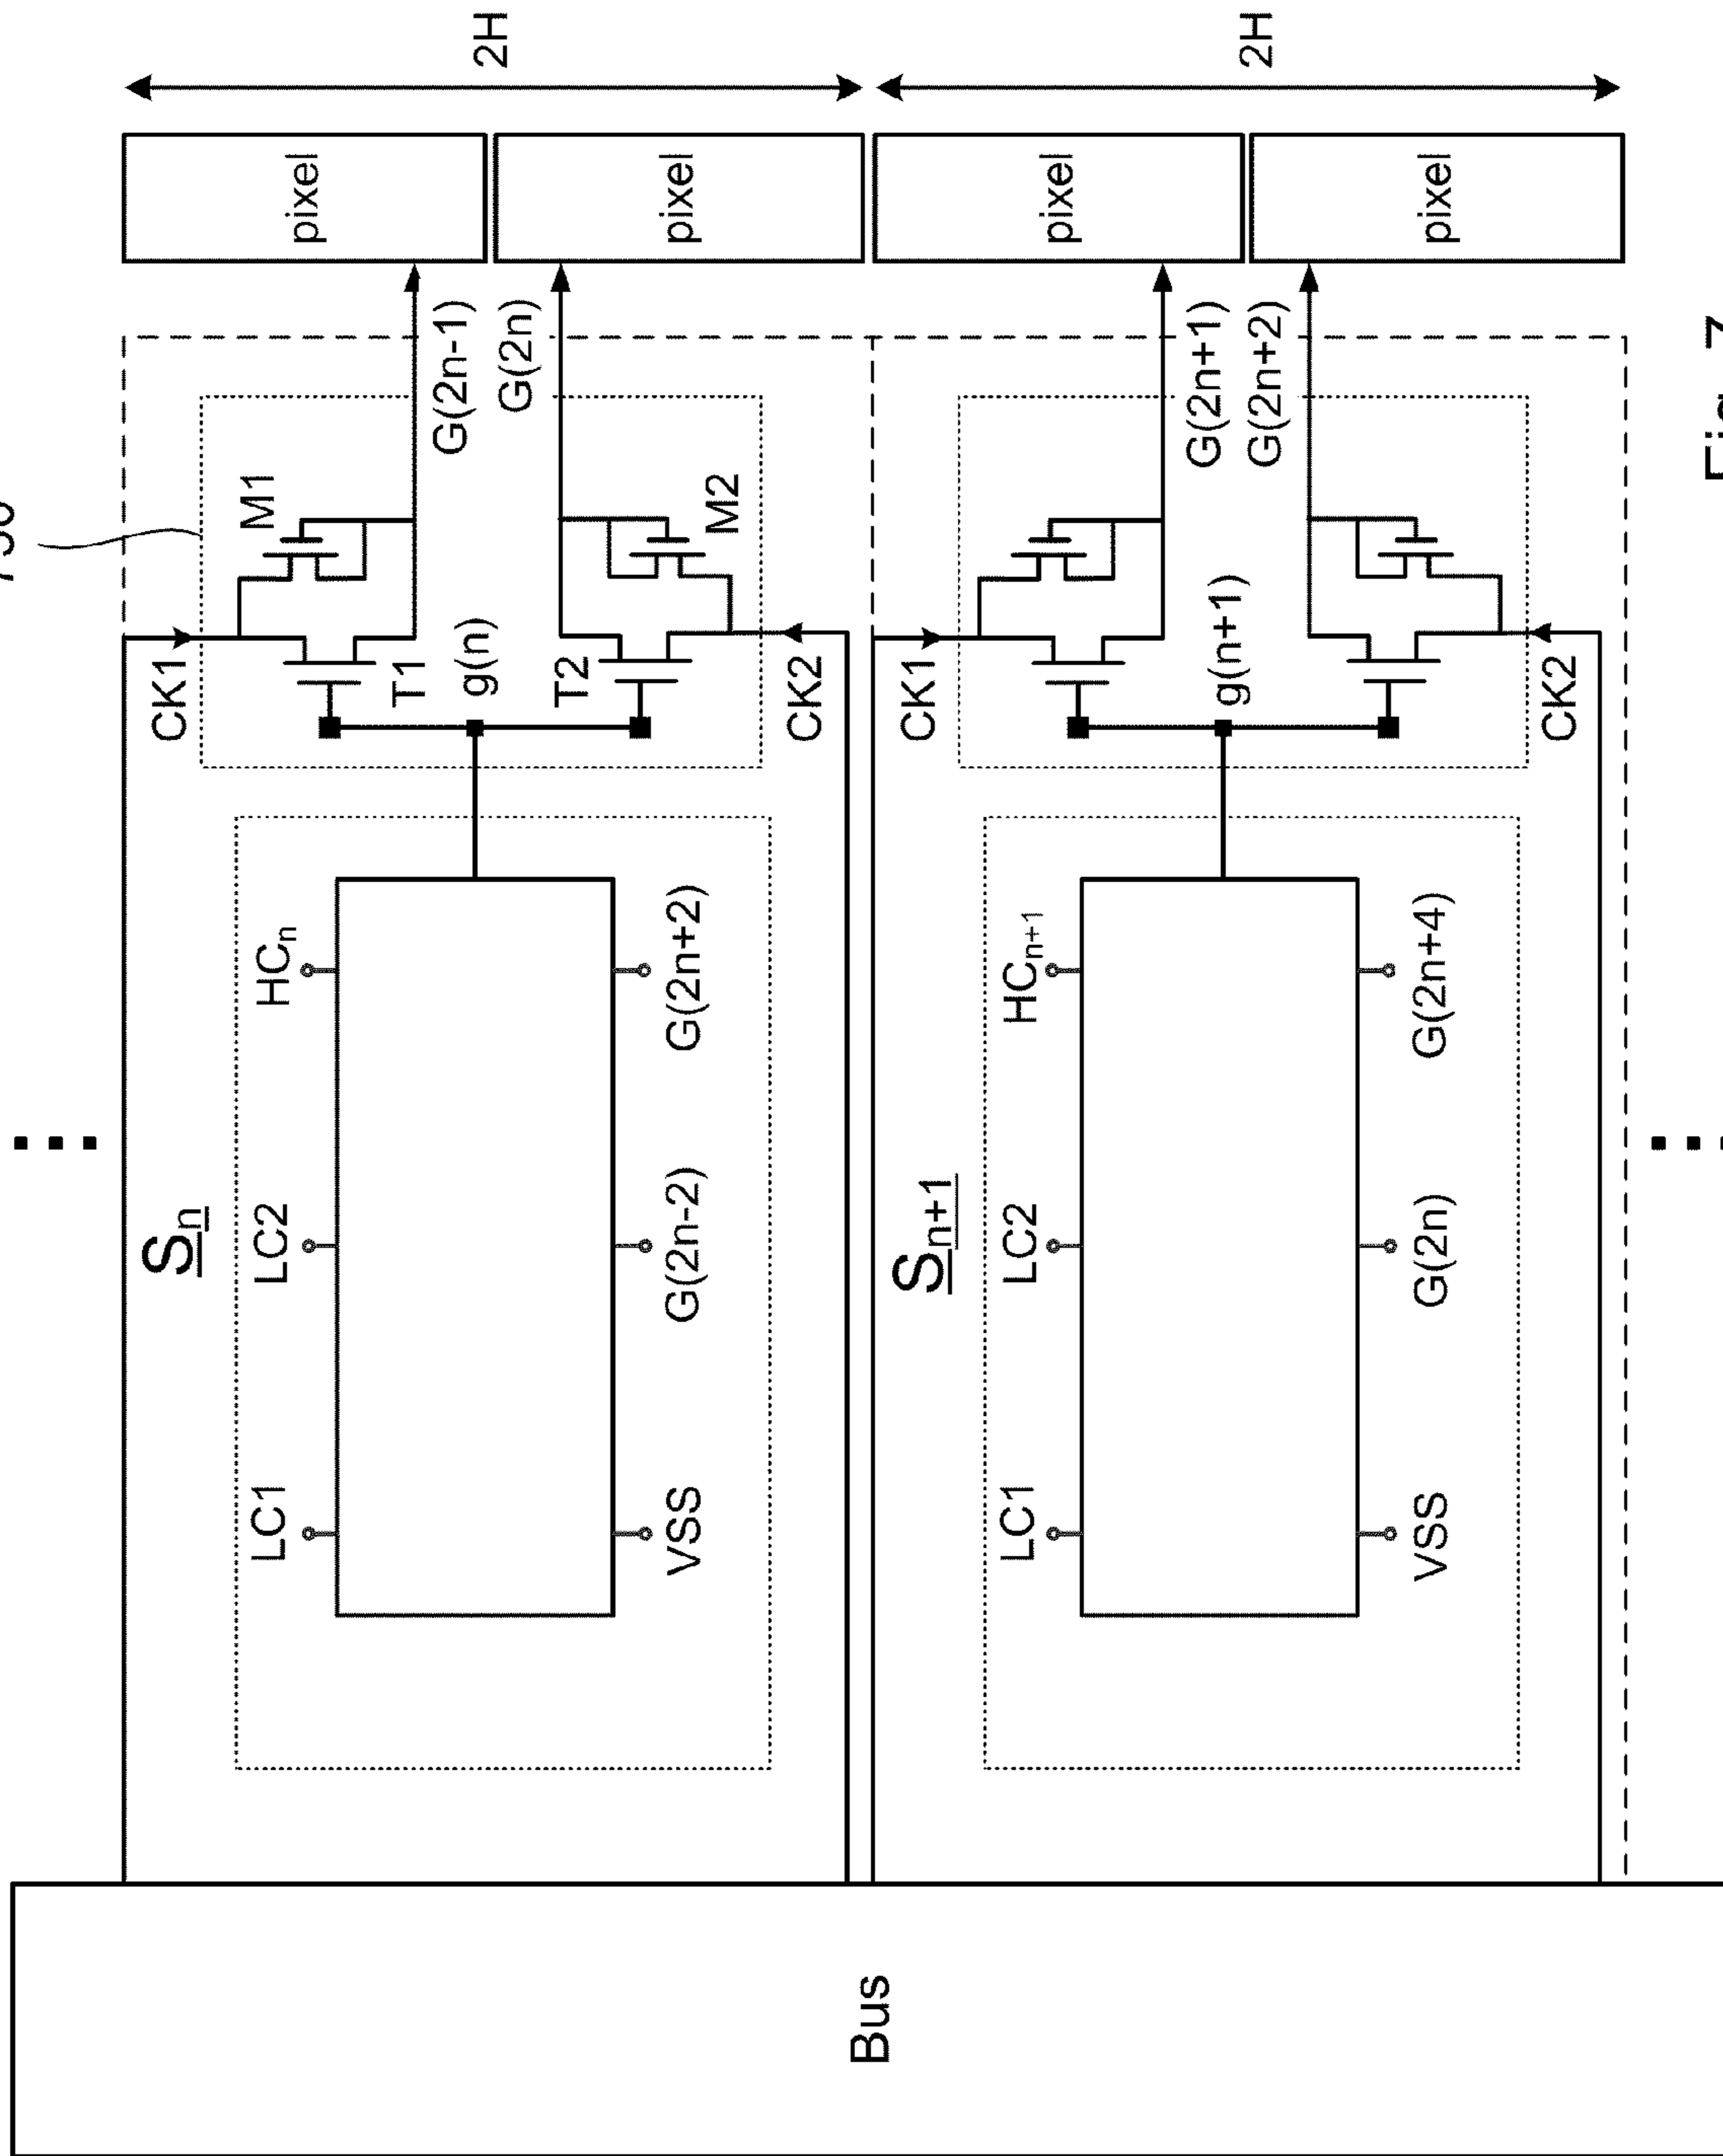 CK1
M1
T1
g(n)
T2
M2
CK2
G(2n-1)
G(2n)
pixel
pixel
2H
Sn
LC1
LC2
HCn
VSS
G(2n-2)
G(2n+2)
Bus
CK1
g(n+1)
CK2
G(2n+1)
G(2n+2)
pixel
pixel
2H
Sn+1
LC1
LC2
HCn+1
VSS
G(2n)
G(2n+4)